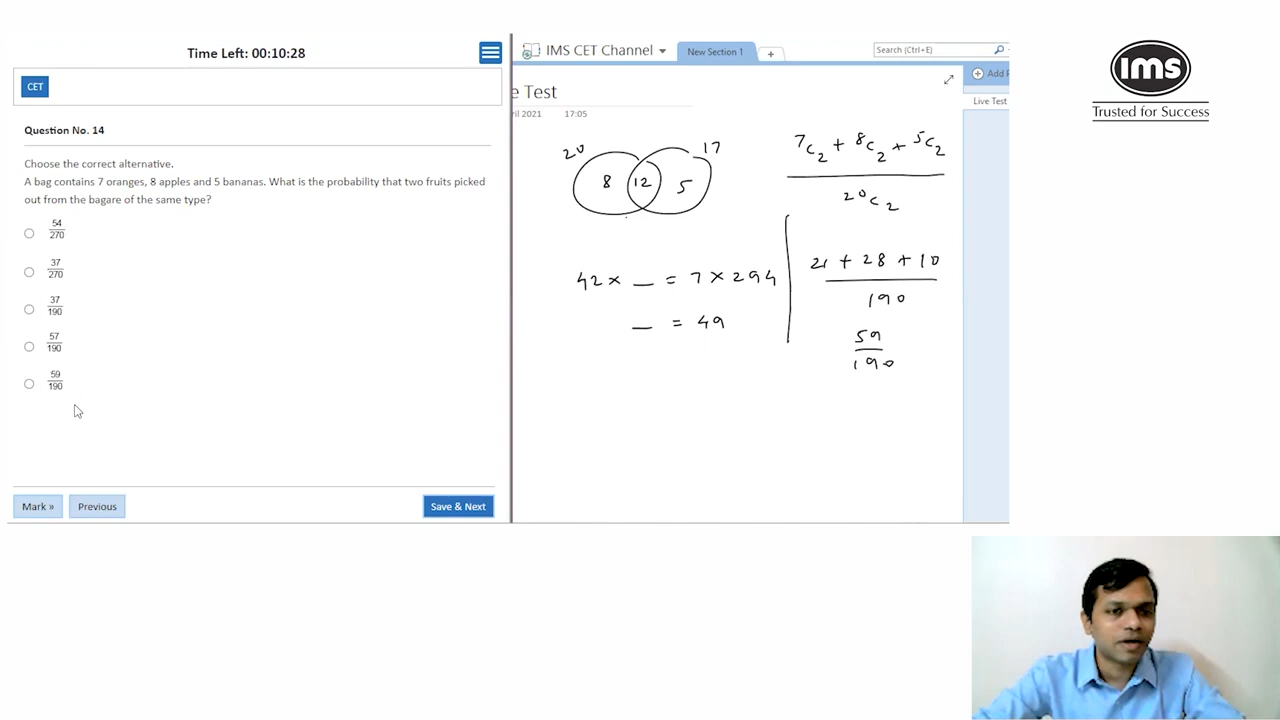 Time Left: 00:10:28
CET
Question No. 14
Choose the correct alternative.
A bag contains 7 oranges, 8 apples and 5 bananas. What is the probability that two fruits picked
out from the bagare of the same type?
54
270
37
270
37
190
57
190
59
190
Mark »
Previous
Save & Next
IMS CET Channel
New Section 1
+
Search (Ctrl+E)
Add P
e Test
ril 2021 17:05
Live Test
20 17
8 12 5
42 × _ = 7 × 294
_ = 49
7C2 + 8C2 + 5C2
20C2
21 + 28 + 10
190
59
190
ims
Trusted for Success